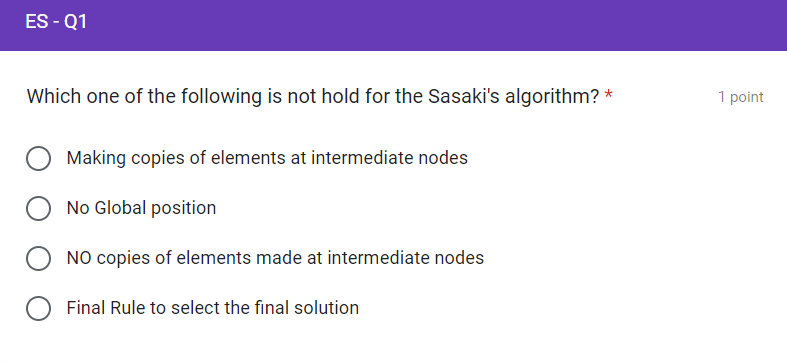 ES - Q1
Which one of the following is not hold for the Sasaki's algorithm? *
1 point
Making copies of elements at intermediate nodes
No Global position
NO copies of elements made at intermediate nodes
Final Rule to select the final solution